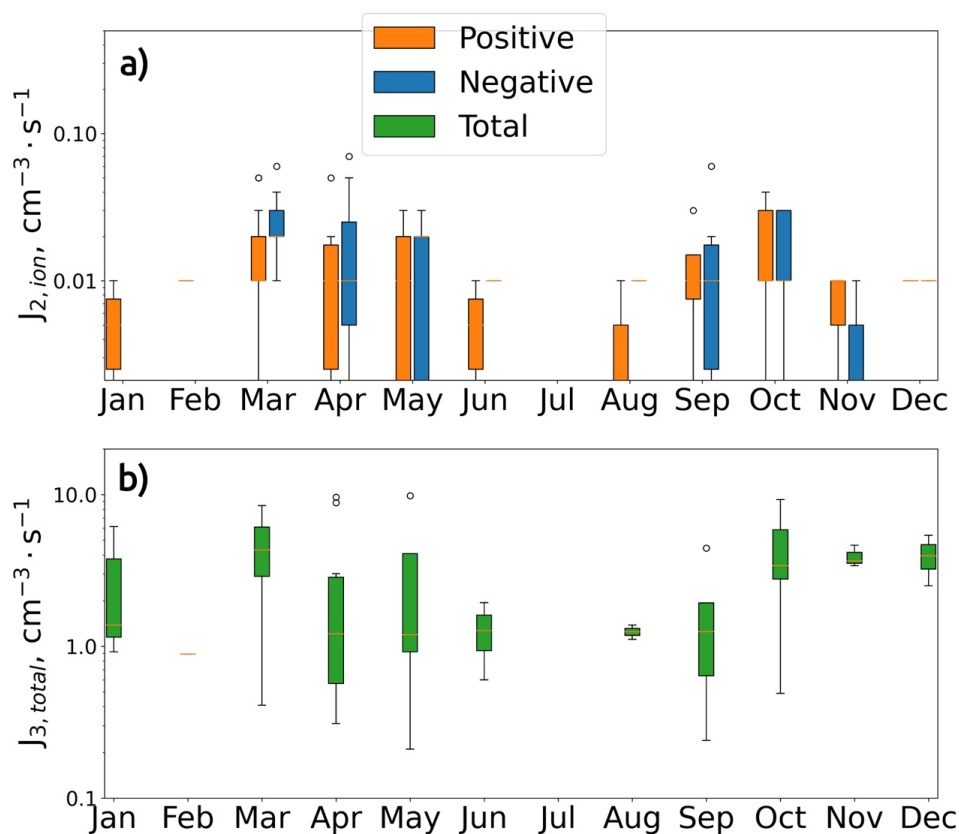 a)
Positive
Negative
Total
J2,ion, cm−3 · s−1
0.10
0.01
Jan Feb Mar Apr May Jun Jul Aug Sep Oct Nov Dec
b)
J3,total, cm−3 · s−1
10.0
1.0
0.1
Jan Feb Mar Apr May Jun Jul Aug Sep Oct Nov Dec